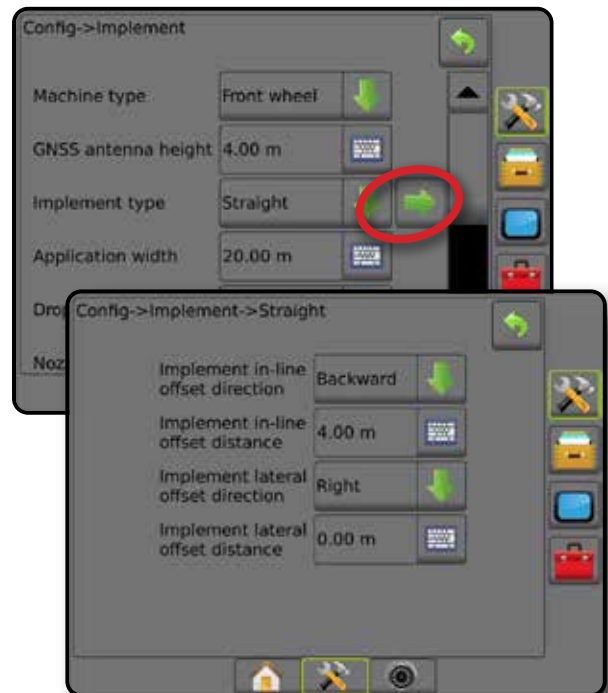 Config->Implement
Machine type Front wheel
GNSS antenna height 4.00 m
Implement type Straight
Application width 20.00 m
Dro
Noz
Config->Implement->Straight
Implement in-line
offset direction
Backward
Implement in-line
offset distance
4.00 m
Implement lateral
offset direction
Right
Implement lateral
offset distance
0.00 m